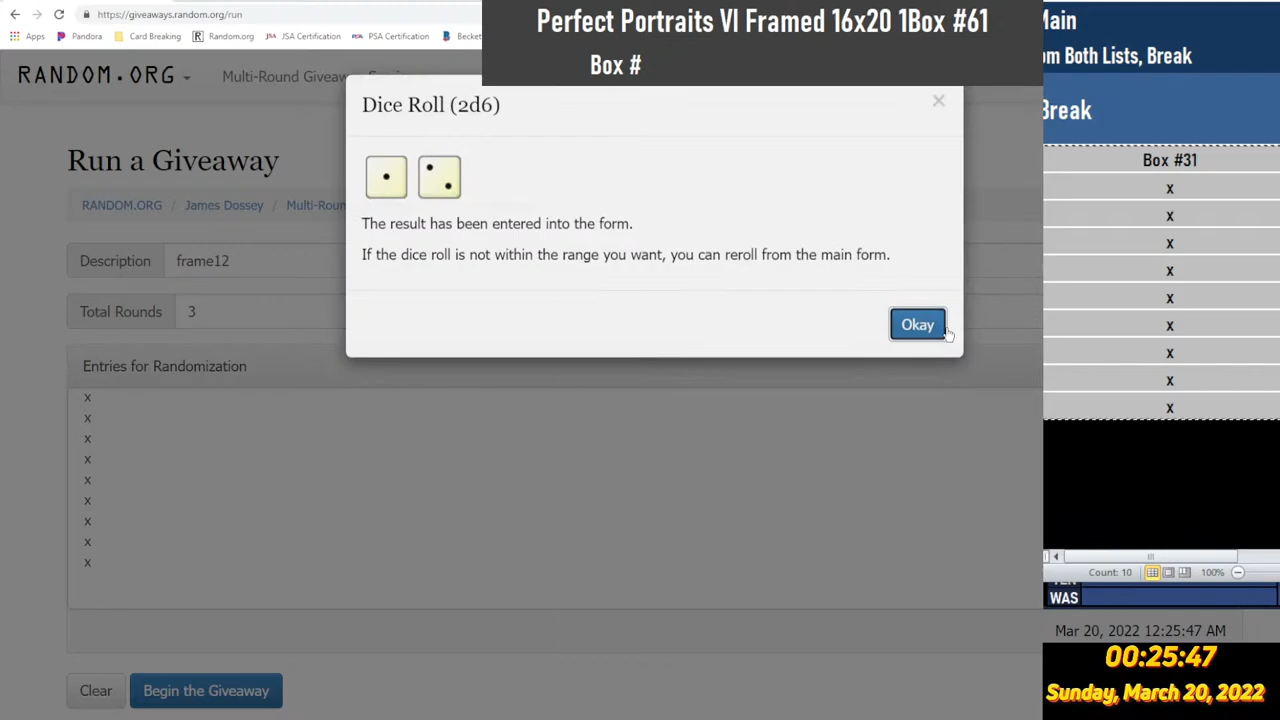 https://giveaways.random.org/run
Apps Pandora Card Breaking Random.org JSA Certification PSA Certification Beckett
Perfect Portraits VI Framed 16x20 1Box #61
Box #
RANDOM.ORG Multi-Round
Dice Roll (2d6)
×
The result has been entered into the form.
If the dice roll is not within the range you want, you can reroll from the main form.
Okay
Run a Giveaway
RANDOM.ORG / James Dossey /
Description frame12
Total Rounds 3
Entries for Randomization
x
x
x
x
x
x
x
x
x
Clear Begin the Giveaway
Main
Both Lists, Break
Break
Box #31
x
x
x
x
x
x
x
x
x
Count: 10 100%
WAS
Mar 20, 2022 12:25:47 AM
00:25:47
Sunday, March 20, 2022